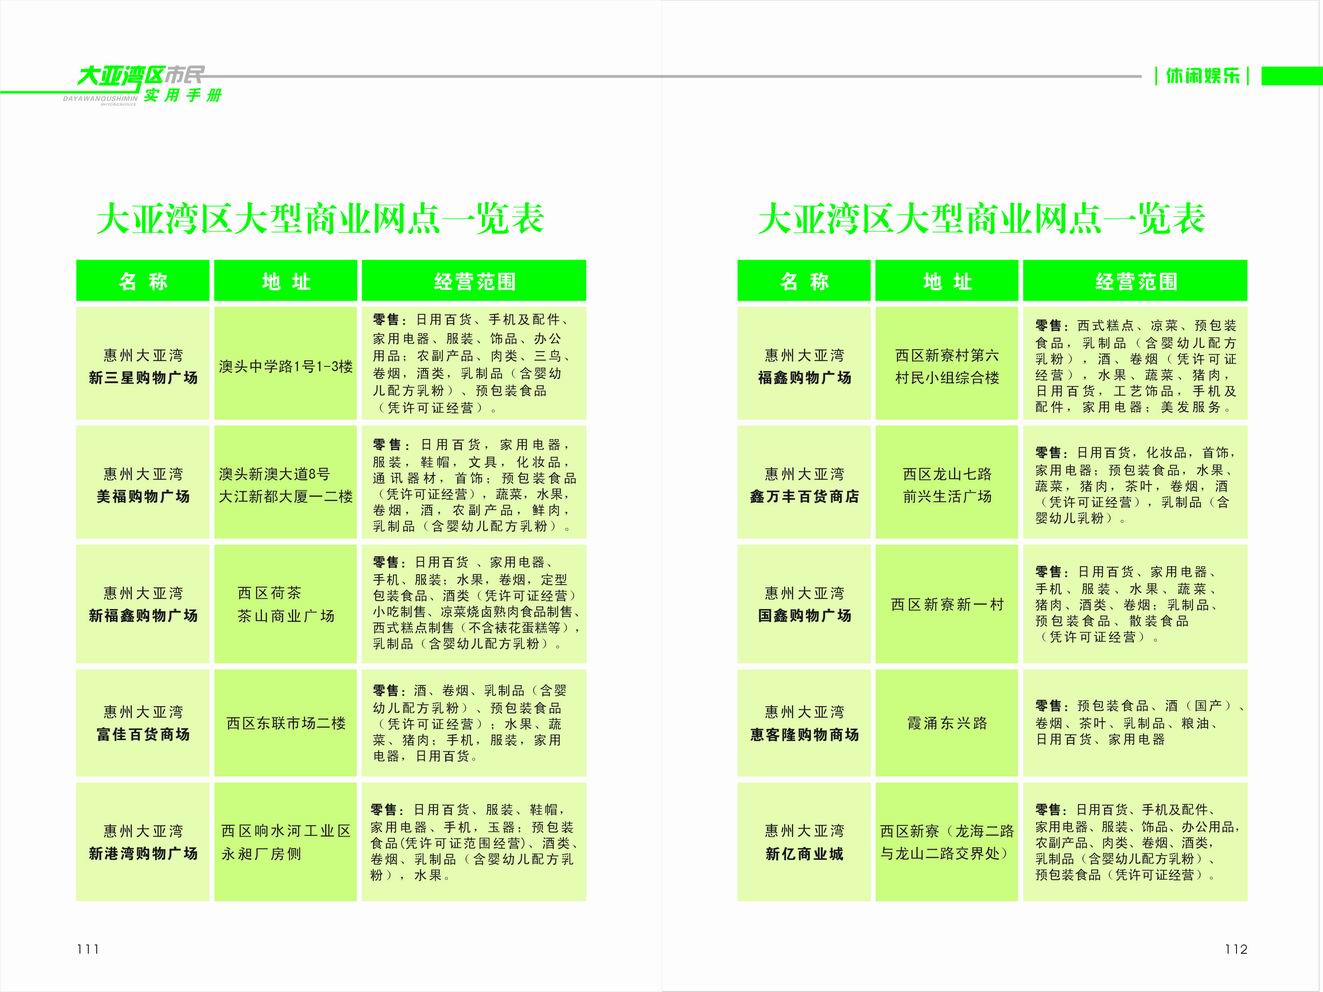 大亚湾区市民
DAYAWANQUSHIMIN
实用手册
休闲娱乐
大亚湾区大型商业网点一览表
名 称 地 址 经营范围
惠州大亚湾
新三星购物广场
澳头中学路1号1-3楼
零售：日用百货、手机及配件、
家用电器、服装、饰品、办公
用品；农副产品、肉类、三鸟、
卷烟，酒类，乳制品（含婴幼
儿配方乳粉）、预包装食品
（凭许可证经营）。
惠州大亚湾
美福购物广场
澳头新澳大道8号
大江新都大厦一二楼
零售：日用百货，家用电器，
服装，鞋帽，文具，化妆品，
通讯器材，首饰；预包装食品
（凭许可证经营），蔬菜，水果，
卷烟，酒，农副产品，鲜肉，
乳制品（含婴幼儿配方乳粉）。
惠州大亚湾
新福鑫购物广场
西区荷茶
茶山商业广场
零售：日用百货 、家用电器、
手机、服装；水果，卷烟，定型
包装食品、酒类（凭许可证经营）
小吃制售、凉菜烧卤熟肉食品制售、
西式糕点制售（不含裱花蛋糕等），
乳制品（含婴幼儿配方乳粉）。
惠州大亚湾
富佳百货商场
西区东联市场二楼
零售：酒、卷烟、乳制品（含婴
幼儿配方乳粉）、预包装食品
（凭许可证经营）；水果、蔬
菜、猪肉；手机，服装，家用
电器，日用百货。
惠州大亚湾
新港湾购物广场
西区响水河工业区
永昶厂房侧
零售：日用百货、服装、鞋帽，
家用电器、手机，玉器；预包装
食品(凭许可证范围经营)、酒类、
卷烟、乳制品（含婴幼儿配方乳
粉），水果。
111
大亚湾区大型商业网点一览表
名 称 地 址 经营范围
惠州大亚湾
福鑫购物广场
西区新寮村第六
村民小组综合楼
零售：西式糕点、凉菜、预包装
食品，乳制品（含婴幼儿配方
乳粉），酒、卷烟（凭许可证
经营），水果、蔬菜、猪肉，
日用百货，工艺饰品，手机及
配件，家用电器；美发服务。
惠州大亚湾
鑫万丰百货商店
西区龙山七路
前兴生活广场
零售：日用百货，化妆品，首饰，
家用电器；预包装食品，水果、
蔬菜，猪肉，茶叶，卷烟，酒
（凭许可证经营），乳制品（含
婴幼儿乳粉）。
惠州大亚湾
国鑫购物广场
西区新寮新一村
零售：日用百货、家用电器、
手机、服装、水果、蔬菜、
猪肉、酒类、卷烟；乳制品、
预包装食品、散装食品
（凭许可证经营）。
惠州大亚湾
惠客隆购物商场
霞涌东兴路
零售：预包装食品、酒（国产）、
卷烟、茶叶、乳制品、粮油、
日用百货、家用电器
惠州大亚湾
新亿商业城
西区新寮（龙海二路
与龙山二路交界处）
零售：日用百货、手机及配件、
家用电器、服装、饰品、办公用品，
农副产品、肉类、卷烟、酒类，
乳制品（含婴幼儿配方乳粉）、
预包装食品（凭许可证经营）。
112